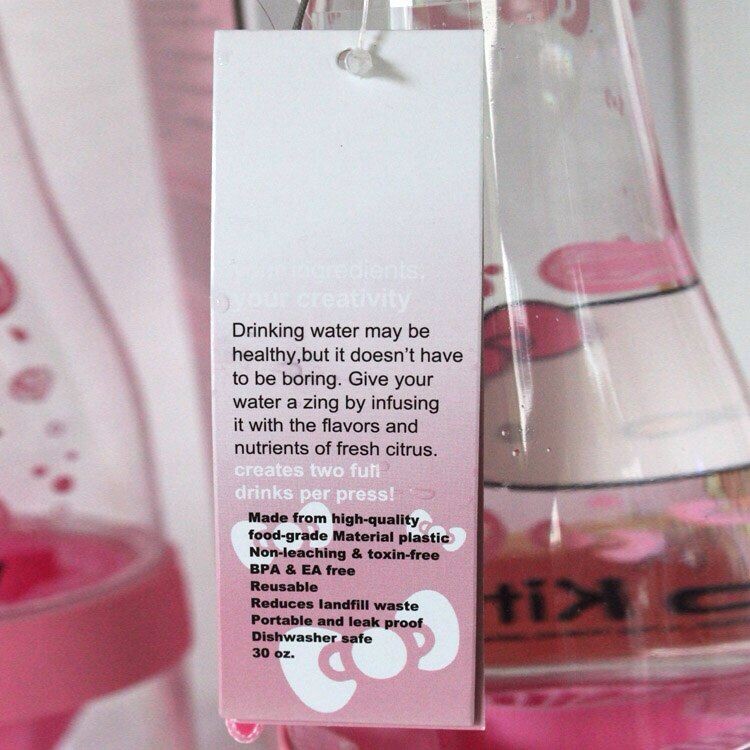 ingredients,
your creativity
Drinking water may be
healthy,but it doesn't have
to be boring. Give your
water a zing by infusing
it with the flavors and
nutrients of fresh citrus.
creates two full
drinks per press!
Made from high-quality
food-grade Material plastic
Non-leaching & toxin-free
BPA & EA free
Reusable
Reduces landfill waste
Portable and leak proof
Dishwasher safe
30 oz.